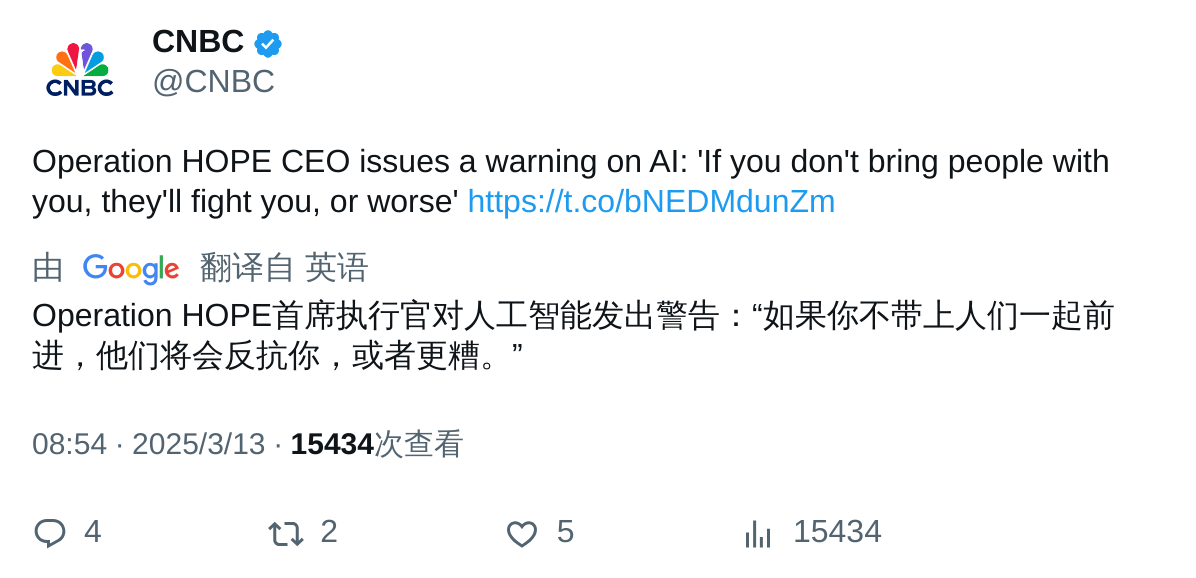 CNBC
CNBC
@CNBC
Operation HOPE CEO issues a warning on AI: 'If you don't bring people with
you, they'll fight you, or worse' https://t.co/bNEDMdunZm
由 Google 翻译自 英语
Operation HOPE首席执行官对人工智能发出警告：“如果你不带上人们一起前
进，他们将会反抗你，或者更糟。”
08:54 · 2025/3/13 · 15434次查看
4 2 5 15434